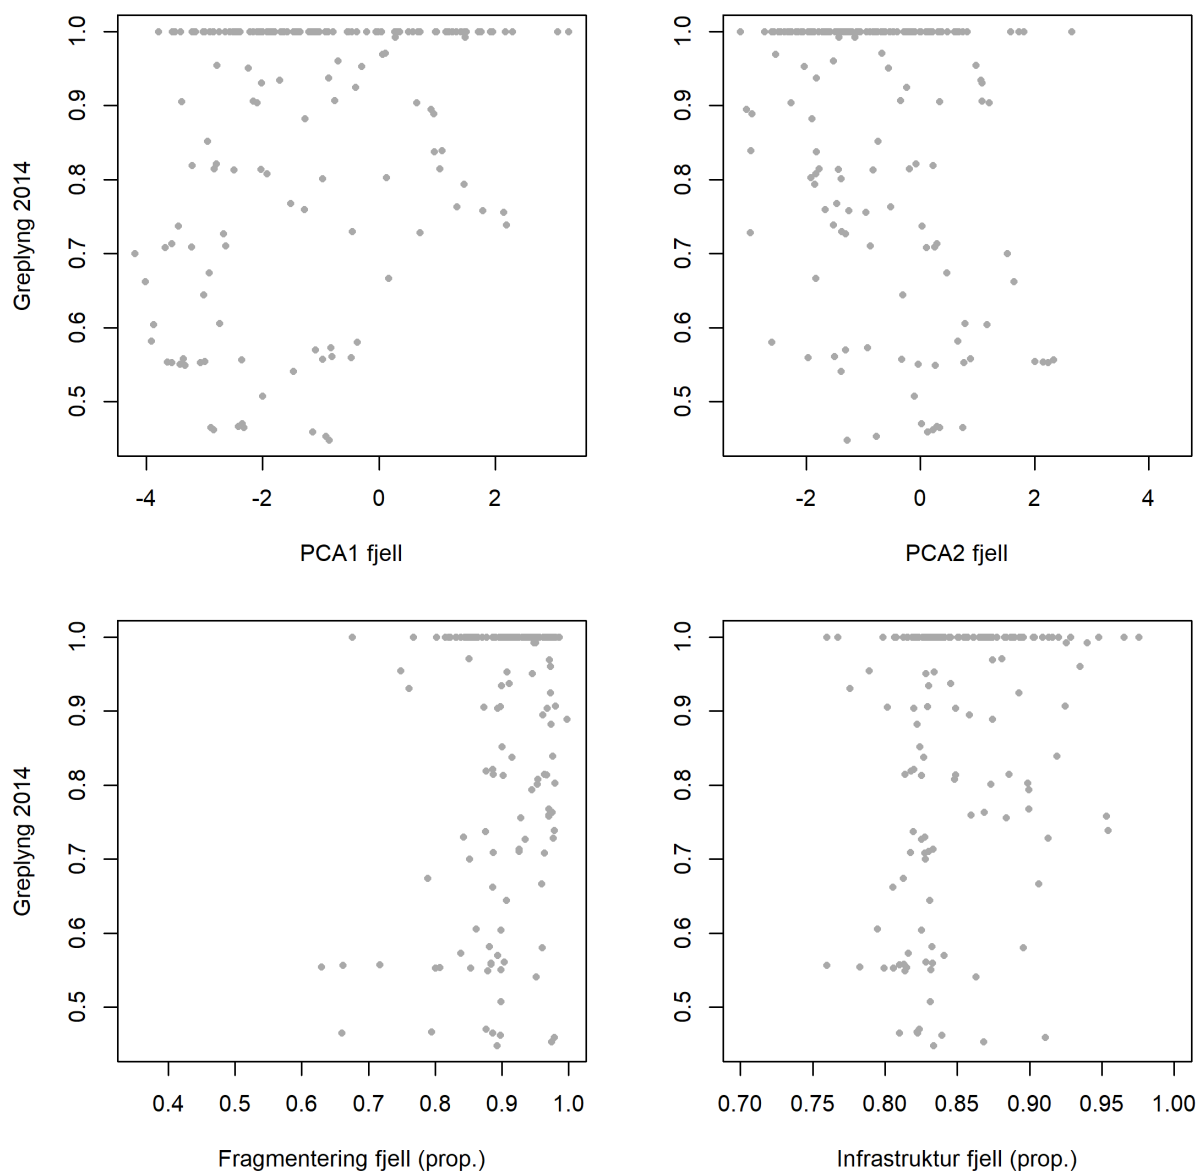 1.0
0.9
0.8
0.7
0.6
0.5
Greplyng 2014
-4 -2 0 2
PCA1 fjell
1.0
0.9
0.8
0.7
0.6
0.5
-2 0 2 4
PCA2 fjell
1.0
0.9
0.8
0.7
0.6
0.5
Greplyng 2014
0.4 0.5 0.6 0.7 0.8 0.9 1.0
Fragmentering fjell (prop.)
1.0
0.9
0.8
0.7
0.6
0.5
0.70 0.75 0.80 0.85 0.90 0.95 1.00
Infrastruktur fjell (prop.)